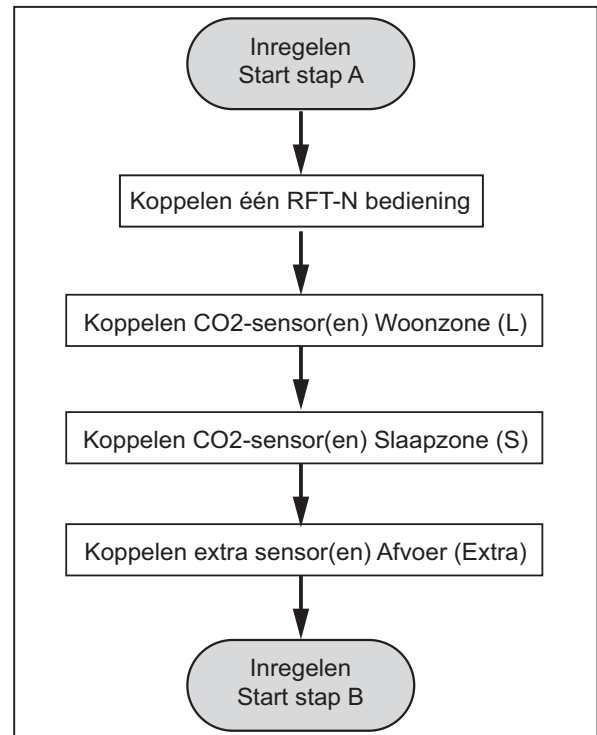 Inregelen
Start stap A
Koppelen één RFT-N bediening
Koppelen CO2-sensor(en) Woonzone (L)
Koppelen CO2-sensor(en) Slaapzone (S)
Koppelen extra sensor(en) Afvoer (Extra)
Inregelen
Start stap B